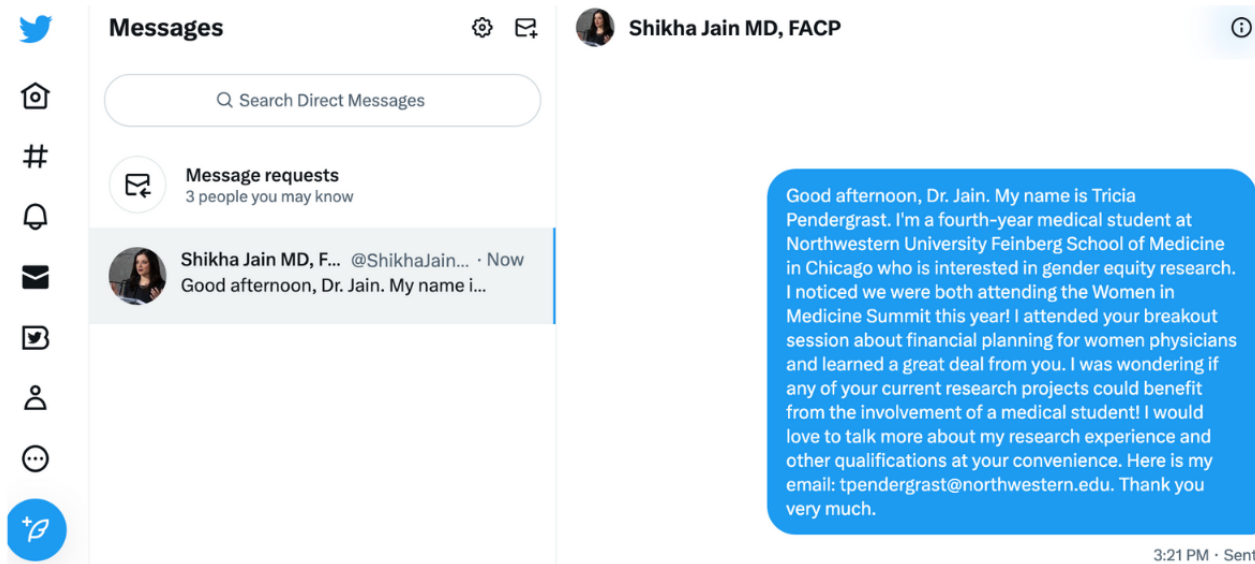 Messages
Search Direct Messages
Message requests
3 people you may know
Shikha Jain MD, F... @ShikhaJain... · Now
Good afternoon, Dr. Jain. My name i...
Shikha Jain MD, FACP
Good afternoon, Dr. Jain. My name is Tricia
Pendergrast. I'm a fourth-year medical student at
Northwestern University Feinberg School of Medicine
in Chicago who is interested in gender equity research.
I noticed we were both attending the Women in
Medicine Summit this year! I attended your breakout
session about financial planning for women physicians
and learned a great deal from you. I was wondering if
any of your current research projects could benefit
from the involvement of a medical student! I would
love to talk more about my research experience and
other qualifications at your convenience. Here is my
email: tpendergrast@northwestern.edu. Thank you
very much.
3:21 PM · Sent